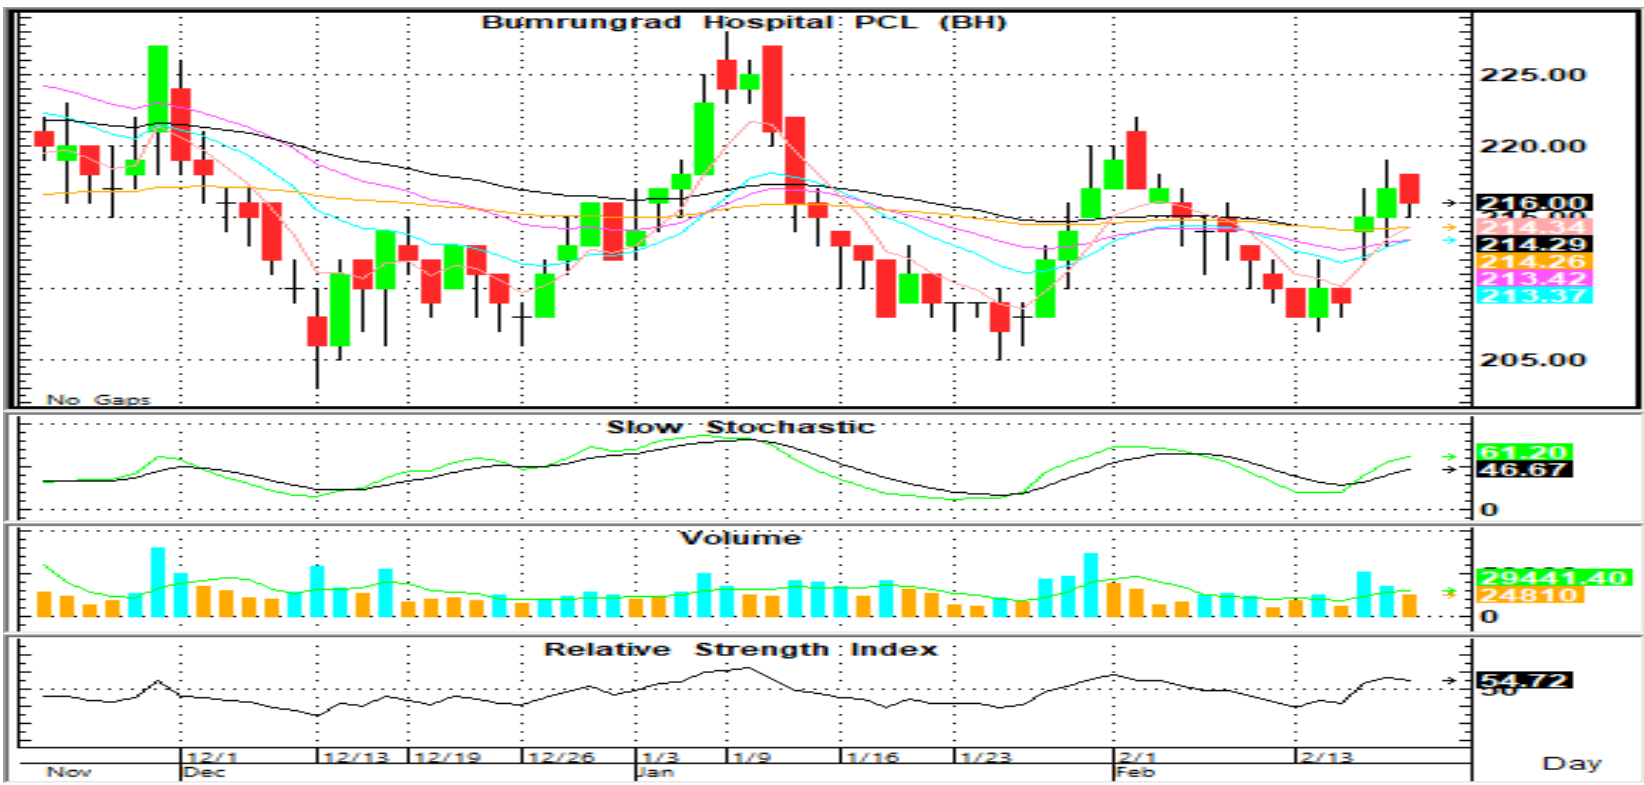 Bumrungrad Hospital PCL (BH)
225.00
220.00
216.00
215.00
214.34
214.29
214.26
213.42
213.37
205.00
No Gaps
Slow Stochastic
61.20
46.67
0
Volume
29441.40
24810
0
Relative Strength Index
54.72
50
12/1 12/13 12/19 12/26 1/3 1/9 1/16 1/23 2/1 2/13
Nov Dec Jan Feb
Day